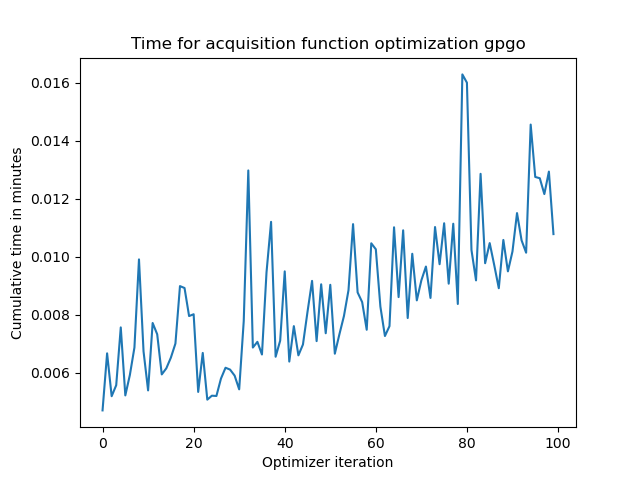 Time for acquisition function optimization gpgo
Cumulative time in minutes
0.016
0.014
0.012
0.010
0.008
0.006
0 20 40 60 80 100
Optimizer iteration